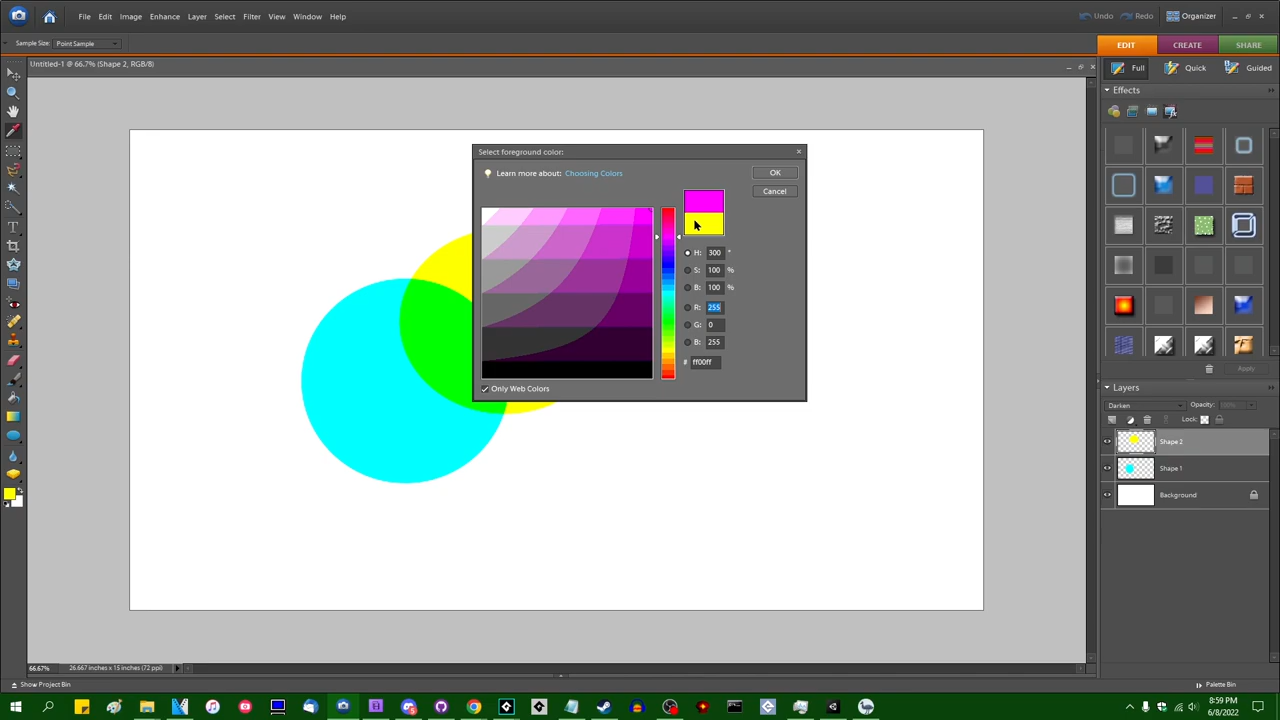 File Edit Image Enhance Layer Select Filter View Window Help
Undo Redo Organizer
Sample Size: Point Sample
EDIT CREATE SHARE
Untitled-1 @ 66.7% (Shape 2, RGB/8)
Full Quick Guided
Effects
Select foreground color:
Learn more about: Choosing Colors
OK
Cancel
H: 300 °
S: 100 %
B: 100 %
R: 255
G: 0
B: 255
# ff00ff
Only Web Colors
Apply
Layers
Darken Opacity: 100%
Lock:
Shape 2
Shape 1
Background
66.67% 26.667 inches x 15 inches (72 ppi)
Show Project Bin
Palette Bin
8:59 PM
6/8/2022